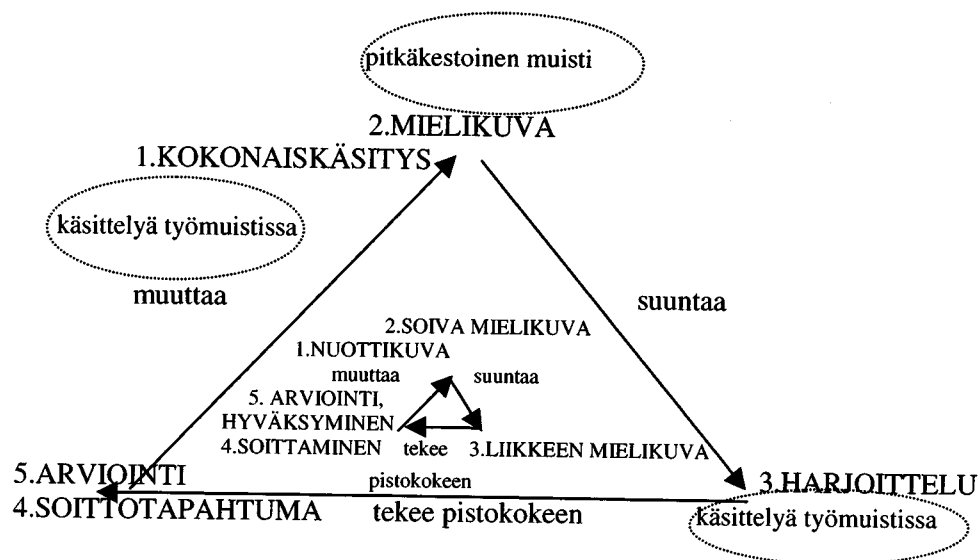 pitkäkestoinen muisti
2.MIELIKUVA
1.KOKONAISKÄSITYS
käsittelyä työmuistissa
muuttaa
suuntaa
2.SOIVA MIELIKUVA
1.NUOTTIKUVA
muuttaa suuntaa
5. ARVIOINTI,
HYVÄKSYMINEN
4.SOITTAMINEN tekee 3.LIIKKEEN MIELIKUVA
pistokokeen
5.ARVIOINTI
4.SOITTOTAPAHTUMA
tekee pistokokeen
3.HARJOITTELU
käsittelyä työmuistissa